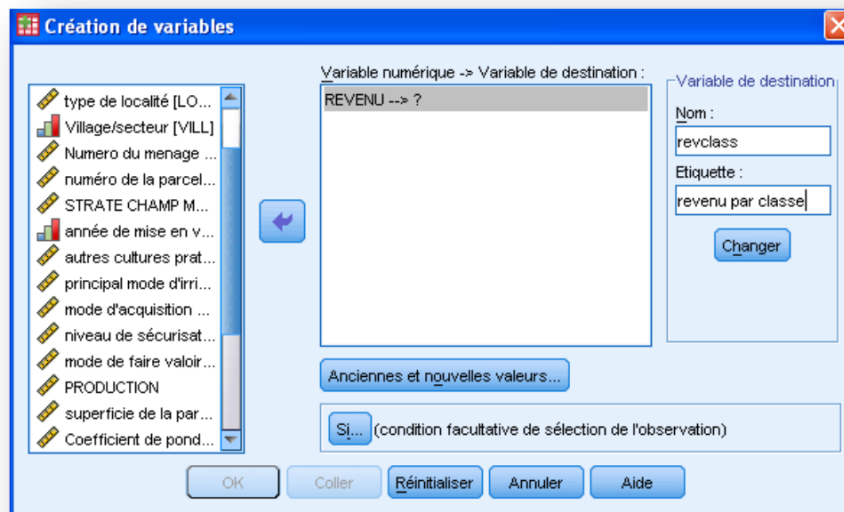 Création de variables
type de localité [LO...
Village/secteur [VILL]
Numero du menage ...
numéro de la parcel...
STRATE CHAMP M...
année de mise en v...
autres cultures prat...
principal mode d'irri...
mode d'acquisition ...
niveau de sécurisat...
mode de faire valoir...
PRODUCTION
superficie de la par...
Coefficient de pond...
Variable numérique -> Variable de destination :
REVENU --> ?
Variable de destination
Nom :
revclass
Etiquette :
revenu par classe
Changer
Anciennes et nouvelles valeurs...
Si... (condition facultative de sélection de l'observation)
OK Coller Réinitialiser Annuler Aide